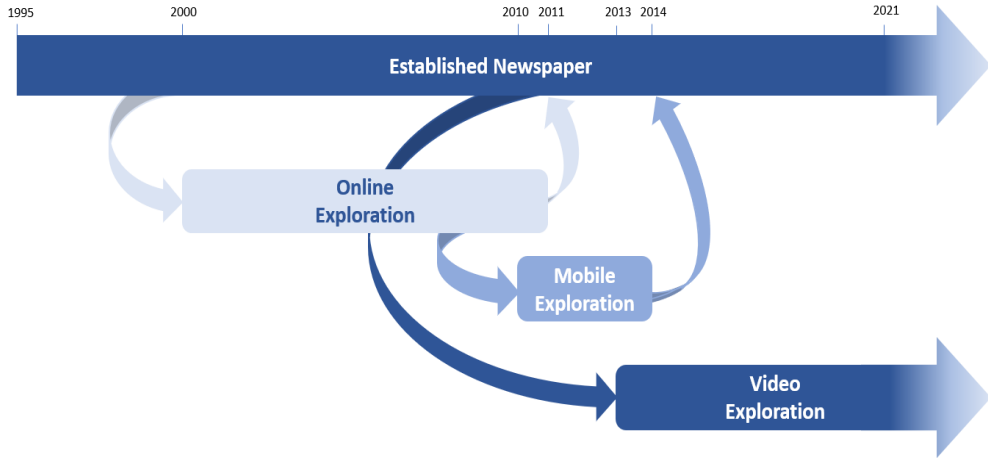 1995 2000 2010 2011 2013 2014 2021
Established Newspaper
Online
Exploration
Mobile
Exploration
Video
Exploration